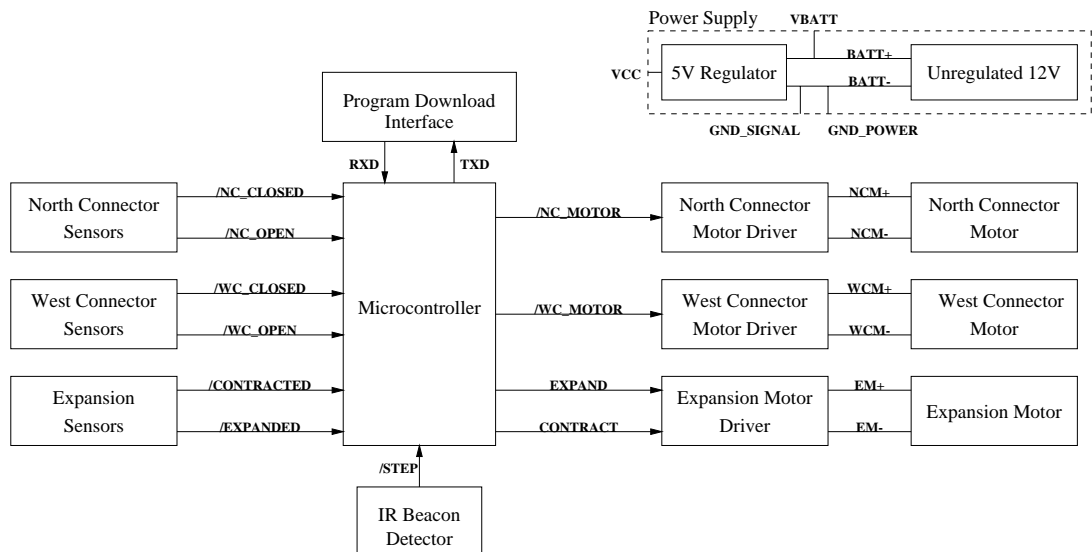 Power Supply
VBATT
VCC
5V Regulator
BATT+
BATT-
Unregulated 12V
GND_SIGNAL
GND_POWER
Program Download
Interface
RXD
TXD
North Connector
Sensors
/NC_CLOSED
/NC_OPEN
West Connector
Sensors
/WC_CLOSED
/WC_OPEN
Expansion
Sensors
/CONTRACTED
/EXPANDED
Microcontroller
/STEP
IR Beacon
Detector
/NC_MOTOR
North Connector
Motor Driver
NCM+
NCM-
North Connector
Motor
/WC_MOTOR
West Connector
Motor Driver
WCM+
WCM-
West Connector
Motor
EXPAND
CONTRACT
Expansion Motor
Driver
EM+
EM-
Expansion Motor